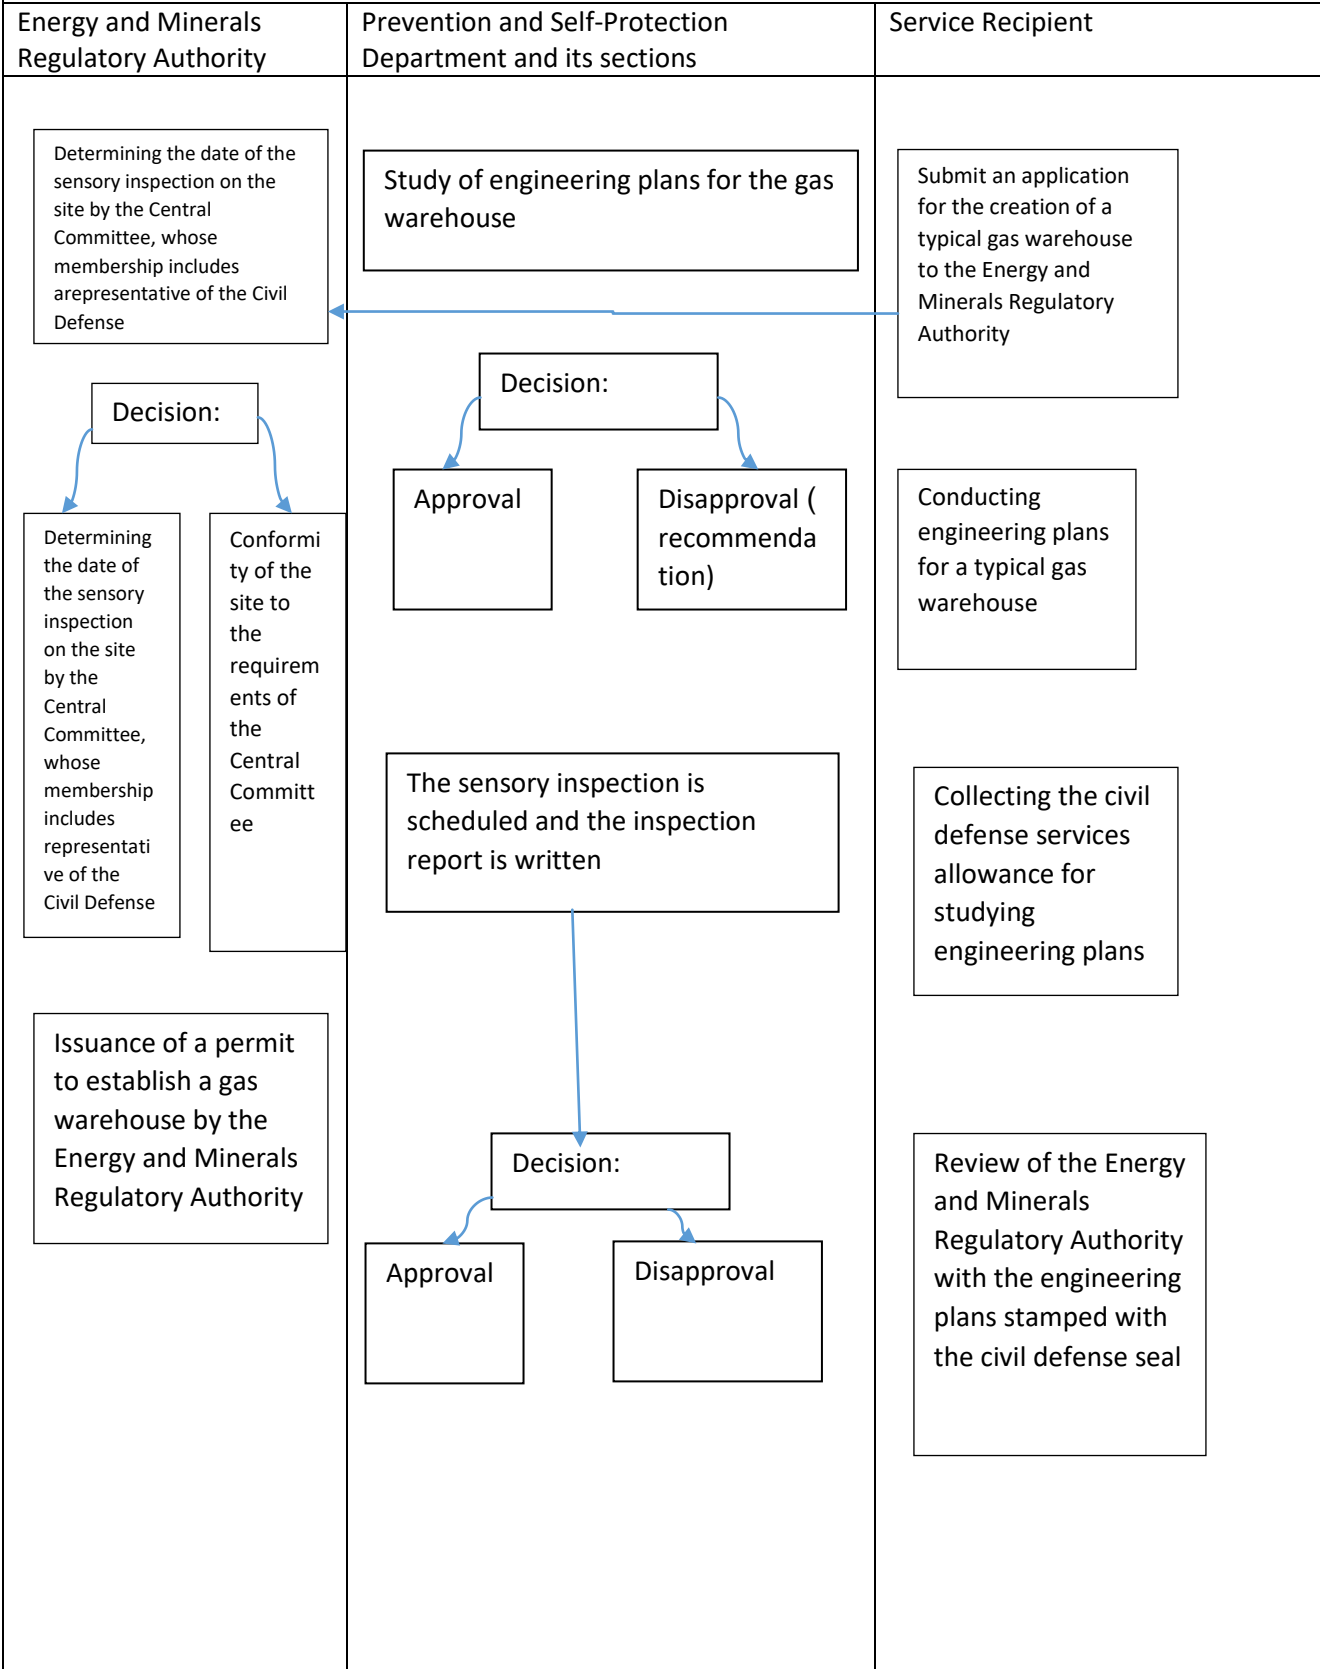 Energy and Minerals
Regulatory Authority
Prevention and Self-Protection
Department and its sections
Service Recipient
Determining the date of the
sensory inspection on the
site by the Central
Committee, whose
membership includes
arepresentative of the Civil
Defense
Decision:
Determining
the date of
the sensory
inspection
on the site
by the
Central
Committee,
whose
membership
includes
representati
ve of the
Civil Defense
Conformi
ty of the
site to
the
requirem
ents of
the
Central
Committ
ee
Issuance of a permit
to establish a gas
warehouse by the
Energy and Minerals
Regulatory Authority
Study of engineering plans for the gas
warehouse
Decision:
Approval
Disapproval (
recommenda
tion)
The sensory inspection is
scheduled and the inspection
report is written
Decision:
Approval
Disapproval
Submit an application
for the creation of a
typical gas warehouse
to the Energy and
Minerals Regulatory
Authority
Conducting
engineering plans
for a typical gas
warehouse
Collecting the civil
defense services
allowance for
studying
engineering plans
Review of the Energy
and Minerals
Regulatory Authority
with the engineering
plans stamped with
the civil defense seal